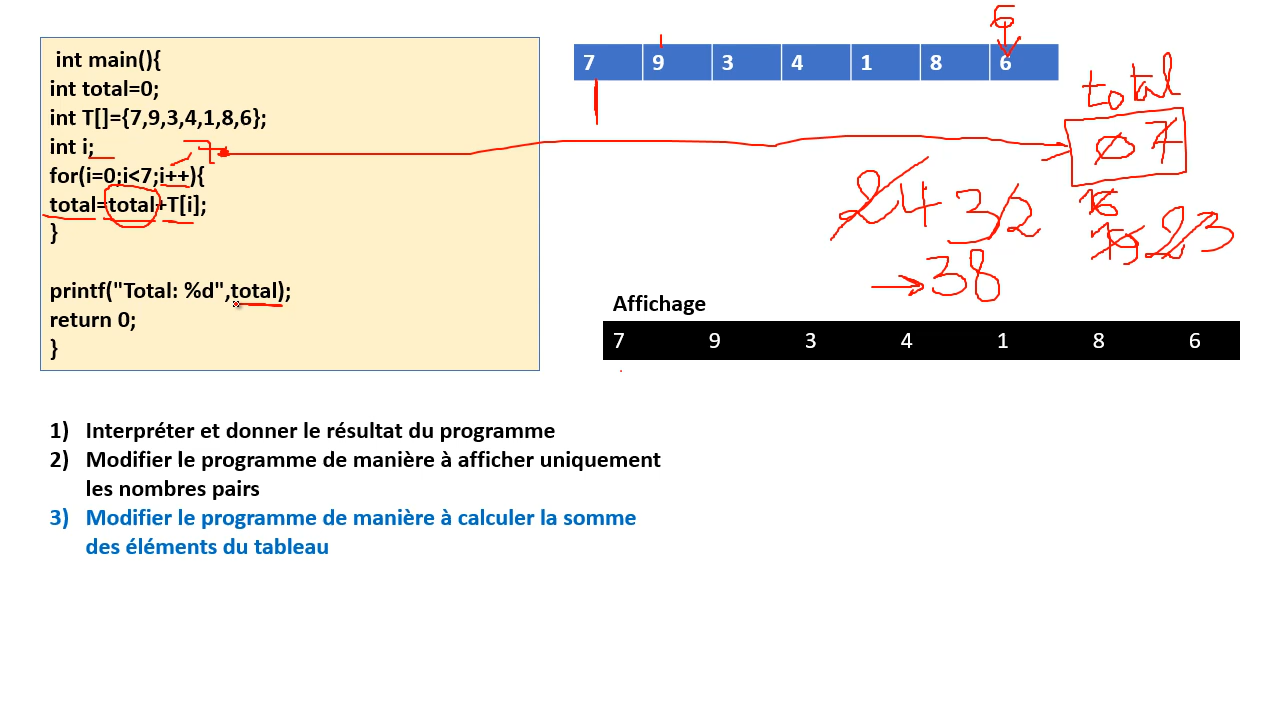 int main(){
int total=0;
int T[]={7,9,3,4,1,8,6};
int i;
for(i=0;i<7;i++){
total=total+T[i];
}
printf("Total: %d",total);
return 0;
}
7 9 3 4 1 8 6
total
0 7
16
19 23
24 32
38
Affichage
7 9 3 4 1 8 6
1) Interpréter et donner le résultat du programme
2) Modifier le programme de manière à afficher uniquement
les nombres pairs
3) Modifier le programme de manière à calculer la somme
des éléments du tableau